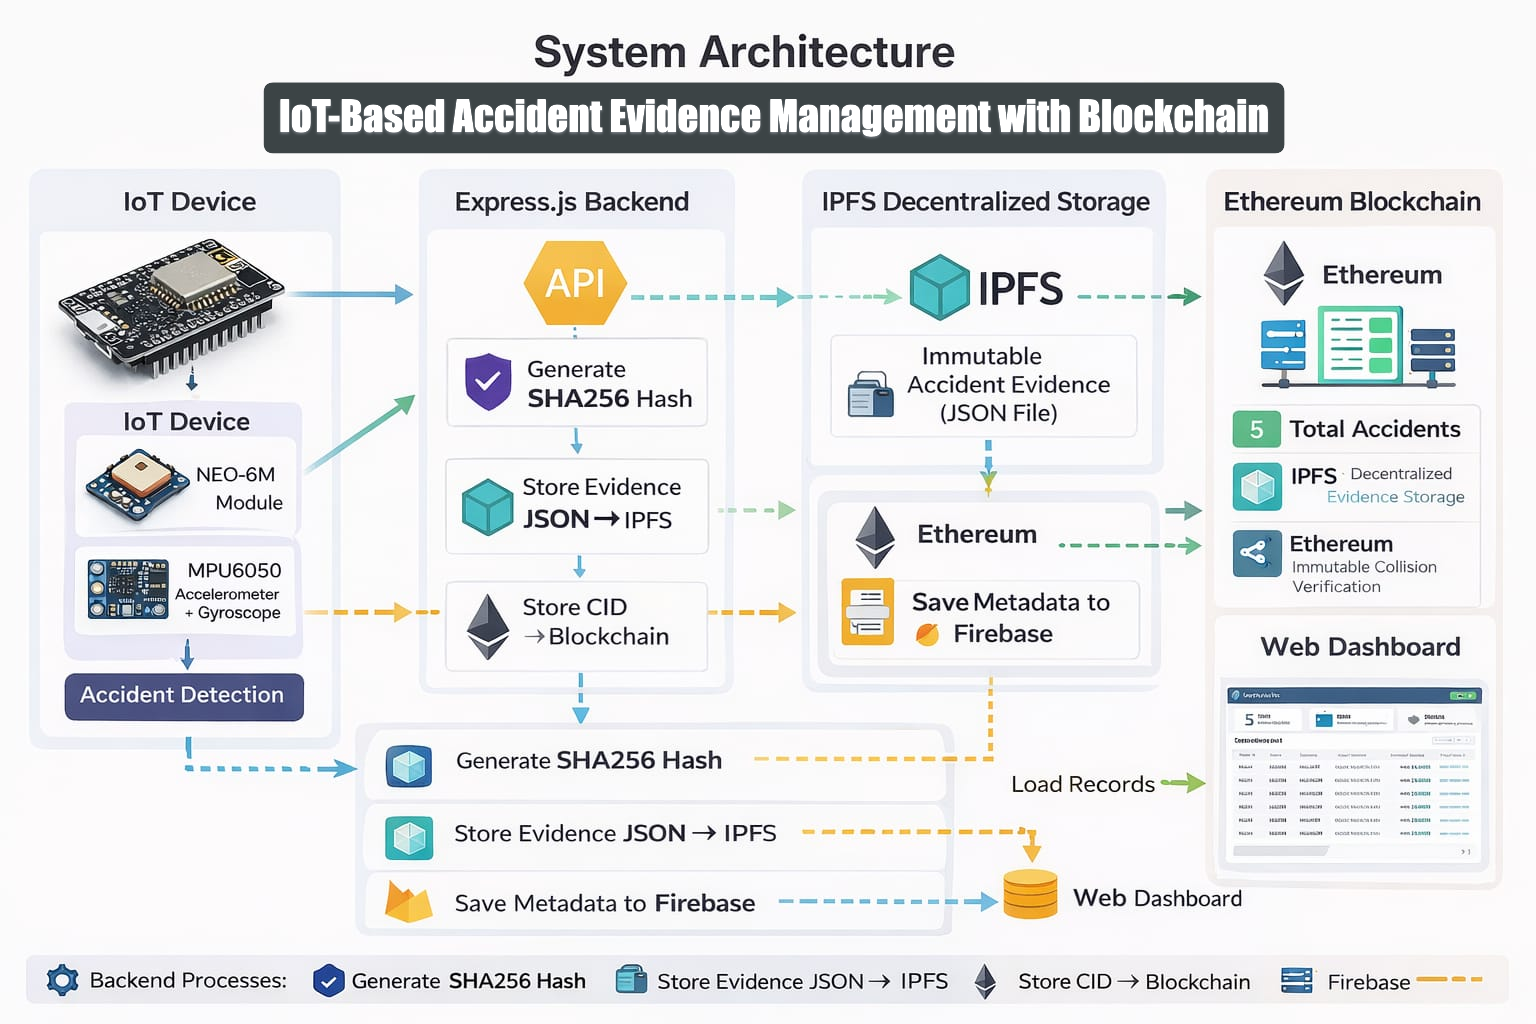 System Architecture
IoT-Based Accident Evidence Management with Blockchain
IoT Device
IoT Device
NEO-6M
Module
MPU6050
Accelerometer
+ Gyroscope
Accident Detection
Express.js Backend
API
Generate
SHA256 Hash
Store Evidence
JSON → IPFS
Store CID
→ Blockchain
IPFS Decentralized Storage
IPFS
Immutable
Accident Evidence
(JSON File)
Ethereum
Save Metadata to
Firebase
Ethereum Blockchain
Ethereum
5 Total Accidents
IPFS · Decentralized
Evidence Storage
Ethereum
Immutable Collision
Verification
Web Dashboard
5
Generate SHA256 Hash
Store Evidence JSON → IPFS
Save Metadata to Firebase
Load Records
Web Dashboard
Backend Processes: Generate SHA256 Hash Store Evidence JSON → IPFS Store CID → Blockchain Firebase